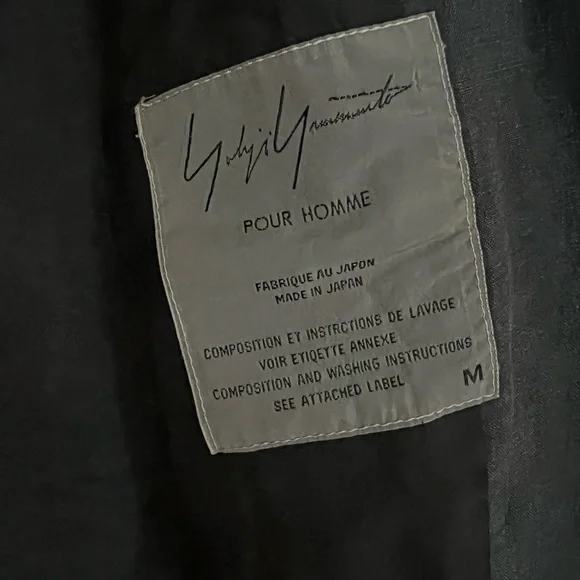 Yohji Yamamoto
POUR HOMME
FABRIQUE AU JAPON
MADE IN JAPAN
COMPOSITION ET INSTRCTIONS DE LAVAGE
VOIR ETIQETTE ANNEXE
COMPOSITION AND WASHING INSTRUCTIONS
SEE ATTACHED LABEL
M